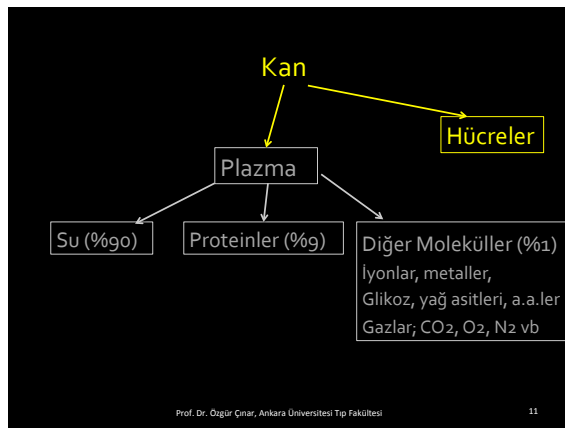 Kan
Hücreler
Plazma
Su (%90)
Proteinler (%9)
Diğer Moleküller (%1)
İyonlar, metaller,
Glikoz, yağ asitleri, a.a.ler
Gazlar; CO2, O2, N2 vb
Prof. Dr. Özgür Çınar, Ankara Üniversitesi Tıp Fakültesi
11